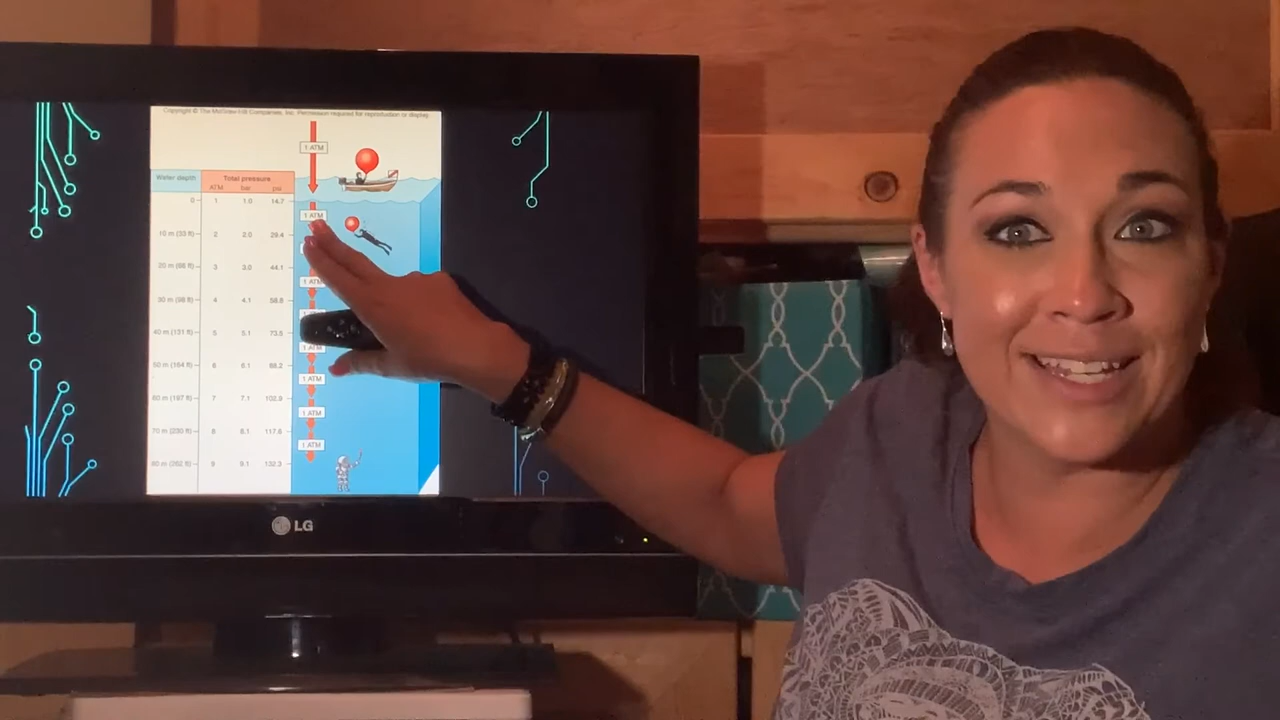 Copyright © The McGraw-Hill Companies, Inc. Permission required for reproduction or display.
1 ATM
Water depth
Total pressure
ATM bar psi
0 1 1.0 14.7
1 ATM
10 m (33 ft) 2 2.0 29.4
20 m (66 ft) 3 3.0 44.1
1 ATM
30 m (98 ft) 4 4.1 58.8
40 m (131 ft) 5 5.1 73.5
1 ATM
50 m (164 ft) 6 6.1 88.2
1 ATM
60 m (197 ft) 7 7.1 102.9
1 ATM
70 m (230 ft) 8 8.1 117.6
1 ATM
80 m (262 ft) 9 9.1 132.3
LG